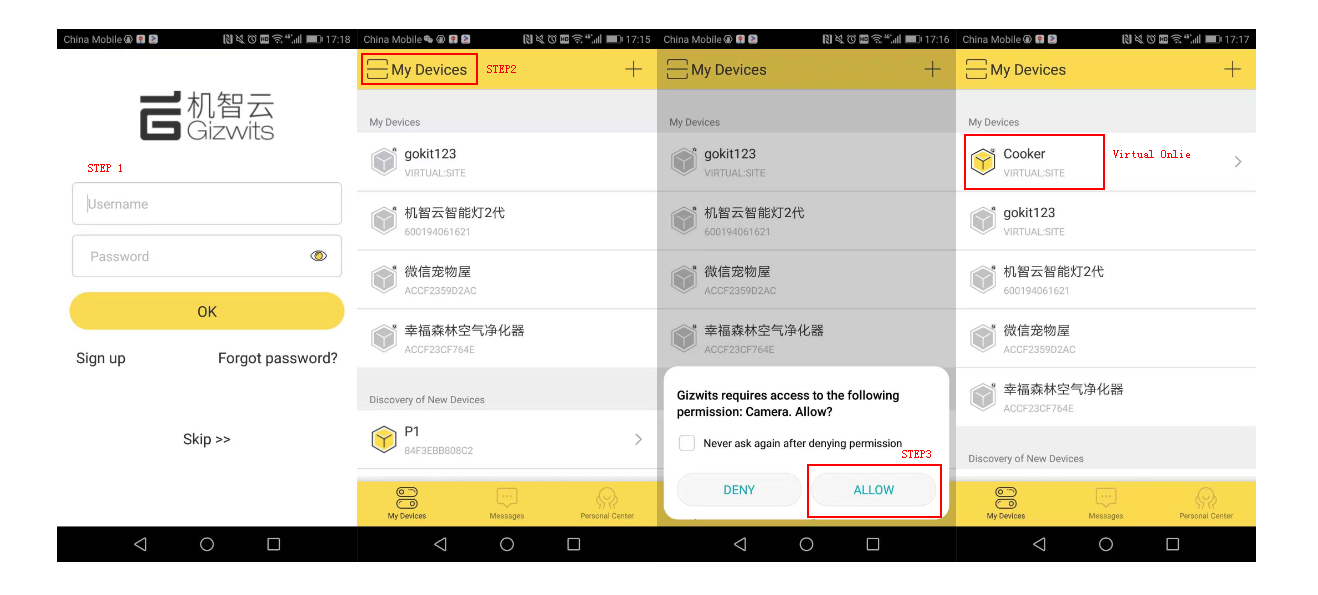 China Mobile 17:18
机智云
Gizwits
STEP 1
Username
Password
OK
Sign up Forgot password?
Skip >>
China Mobile HD 17:15
My Devices STEP2 +
My Devices
gokit123
VIRTUAL:SITE
机智云智能灯2代
600194061621
微信宠物屋
ACCF2359D2AC
幸福森林空气净化器
ACCF23CF764E
Discovery of New Devices
P1
84F3EBB808C2
My Devices Messages Personal Center
China Mobile HD 17:16
My Devices +
My Devices
gokit123
VIRTUAL:SITE
机智云智能灯2代
600194061621
微信宠物屋
ACCF2359D2AC
幸福森林空气净化器
ACCF23CF764E
Gizwits requires access to the following
permission: Camera. Allow?
Never ask again after denying permission
STEP3
DENY ALLOW
China Mobile HD 17:17
My Devices +
My Devices
Cooker Virtual Onlie
VIRTUAL:SITE
gokit123
VIRTUAL:SITE
机智云智能灯2代
600194061621
微信宠物屋
ACCF2359D2AC
幸福森林空气净化器
ACCF23CF764E
Discovery of New Devices
My Devices Messages Personal Center